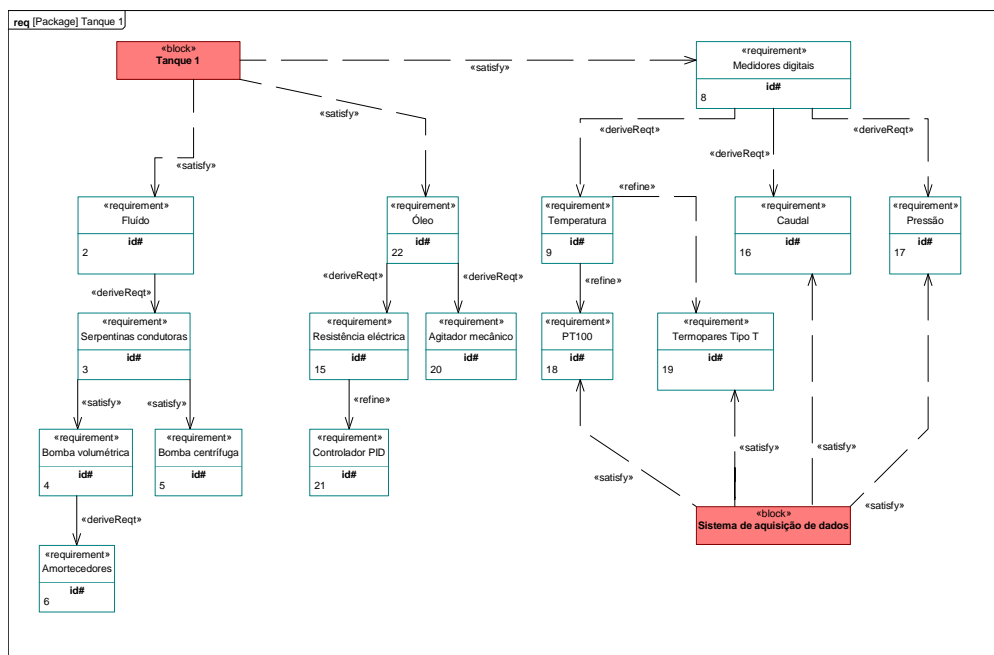 req [Package] Tanque 1
«block»
Tanque 1
«satisfy»
«requirement»
Medidores digitais
id#
8
«satisfy»
«satisfy»
«deriveReqt»
«deriveReqt»
«deriveReqt»
«refine»
«requirement»
Fluído
id#
2
«requirement»
Óleo
id#
22
«requirement»
Temperatura
id#
9
«requirement»
Caudal
id#
16
«requirement»
Pressão
id#
17
«deriveReqt»
«deriveReqt»
«deriveReqt»
«refine»
«requirement»
Serpentinas condutoras
id#
3
«requirement»
Resistência eléctrica
id#
15
«requirement»
Agitador mecânico
id#
20
«requirement»
PT100
id#
18
«requirement»
Termopares Tipo T
id#
19
«satisfy»
«satisfy»
«refine»
«requirement»
Bomba volumétrica
id#
4
«requirement»
Bomba centrífuga
id#
5
«requirement»
Controlador PID
id#
21
«satisfy»
«satisfy»
«satisfy»
«satisfy»
«block»
Sistema de aquisição de dados
«deriveReqt»
«requirement»
Amortecedores
id#
6